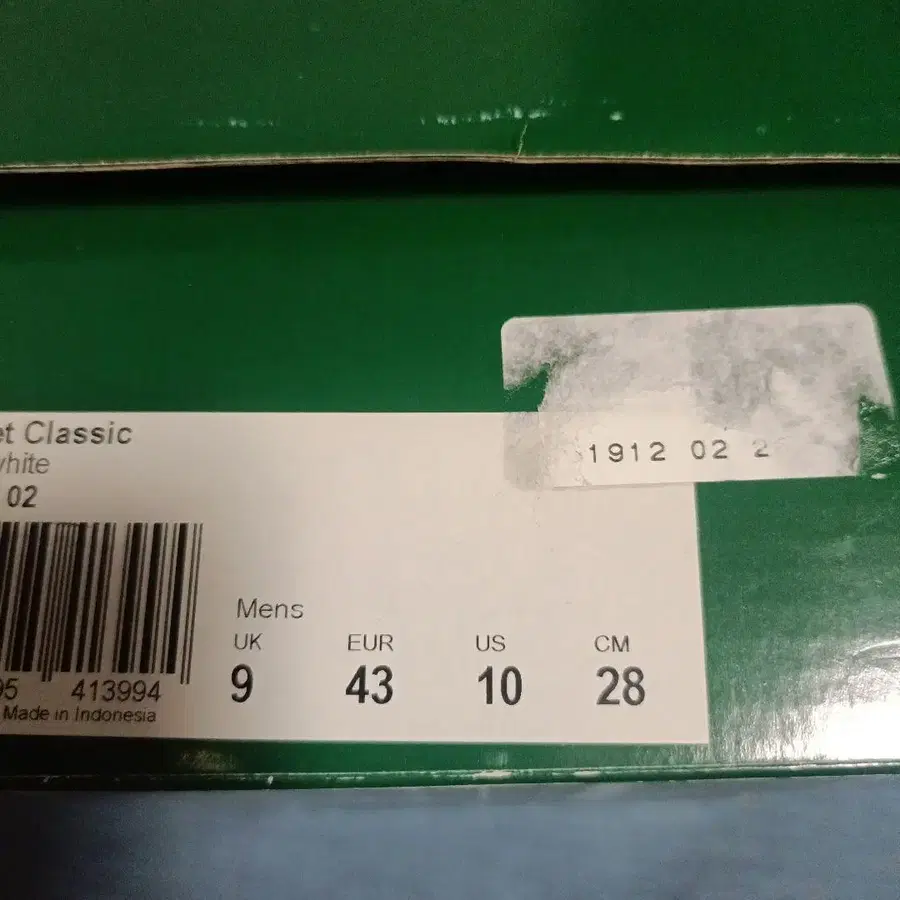 et Classic
white
02
1912 02 2
Mens
UK EUR US CM
9 43 10 28
95 413994
Made in Indonesia